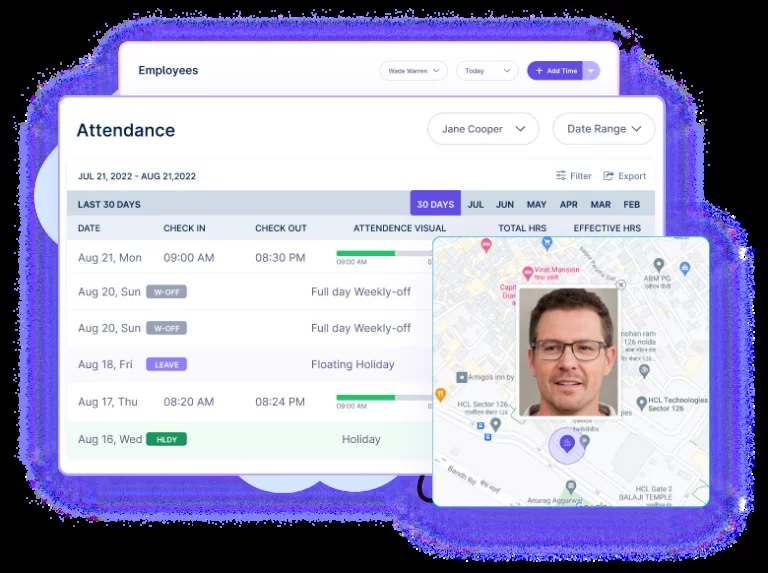 Employees
Wade Warren
Today
+ Add Time
Attendance
Jane Cooper
Date Range
JUL 21, 2022 - AUG 21,2022
Filter
Export
LAST 30 DAYS
30 DAYS
JUL
JUN
MAY
APR
MAR
FEB
DATE
CHECK IN
CHECK OUT
ATTENDENCE VISUAL
TOTAL HRS
EFFECTIVE HRS
Aug 21, Mon
09:00 AM
08:30 PM
09:00 AM
Aug 20, Sun
W-OFF
Full day Weekly-off
Aug 20, Sun
W-OFF
Full day Weekly-off
Aug 18, Fri
LEAVE
Floating Holiday
Aug 17, Thu
08:20 AM
08:24 PM
09:00 AM
Aug 16, Wed
HLDY
Holiday
Virat Mansion
ABM PG
Amigo's inn by
126 noida
HCL Sector 126
HCL Technologies
Sector 126
Bandh Rd
HCL Gate 2
BALAJI TEMPLE
Anurag Aggarwal
Google